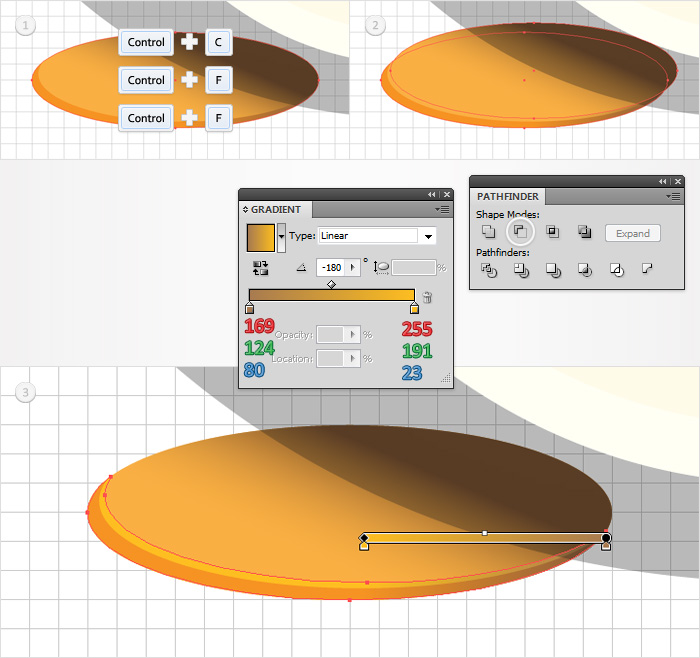 1
Control + C
Control + F
Control + F
2
GRADIENT
Type: Linear
-180 °
%
169
124
80
Opacity: %
Location: %
255
191
23
PATHFINDER
Shape Modes:
Expand
Pathfinders:
3